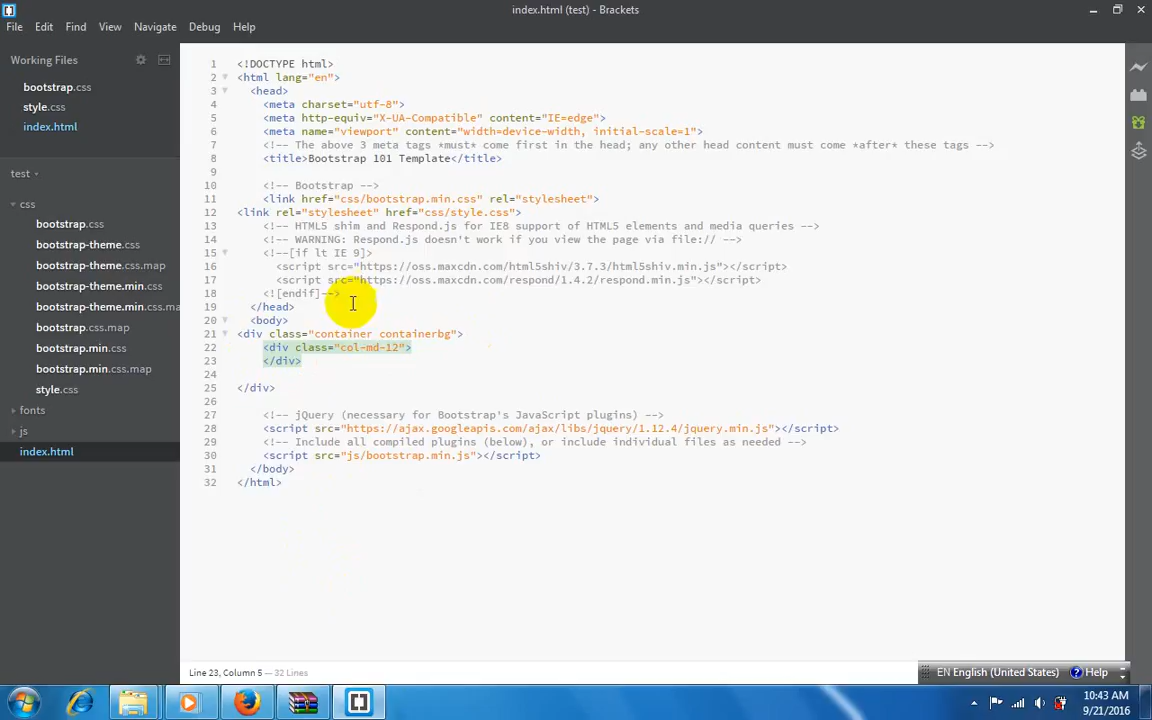 index.html (test) - Brackets
File Edit Find View Navigate Debug Help
Working Files
bootstrap.css
style.css
index.html
test
css
bootstrap.css
bootstrap-theme.css
bootstrap-theme.css.map
bootstrap-theme.min.css
bootstrap-theme.min.css.ma
bootstrap.css.map
bootstrap.min.css
bootstrap.min.css.map
style.css
fonts
js
index.html
1 <!DOCTYPE html>
2 <html lang="en">
3 <head>
4 <meta charset="utf-8">
5 <meta http-equiv="X-UA-Compatible" content="IE=edge">
6 <meta name="viewport" content="width=device-width, initial-scale=1">
7 <!-- The above 3 meta tags *must* come first in the head; any other head content must come *after* these tags -->
8 <title>Bootstrap 101 Template</title>
9
10 <!-- Bootstrap -->
11 <link href="css/bootstrap.min.css" rel="stylesheet">
12 <link rel="stylesheet" href="css/style.css">
13 <!-- HTML5 shim and Respond.js for IE8 support of HTML5 elements and media queries -->
14 <!-- WARNING: Respond.js doesn't work if you view the page via file:// -->
15 <!--[if lt IE 9]>
16 <script src="https://oss.maxcdn.com/html5shiv/3.7.3/html5shiv.min.js"></script>
17 <script src="https://oss.maxcdn.com/respond/1.4.2/respond.min.js"></script>
18 <![endif]-->
19 </head>
20 <body>
21 <div class="container containerbg">
22 <div class="col-md-12">
23 </div>
24
25 </div>
26
27 <!-- jQuery (necessary for Bootstrap's JavaScript plugins) -->
28 <script src="https://ajax.googleapis.com/ajax/libs/jquery/1.12.4/jquery.min.js"></script>
29 <!-- Include all compiled plugins (below), or include individual files as needed -->
30 <script src="js/bootstrap.min.js"></script>
31 </body>
32 </html>
Line 23, Column 5 — 32 Lines
EN English (United States) Help
10:43 AM
9/21/2016